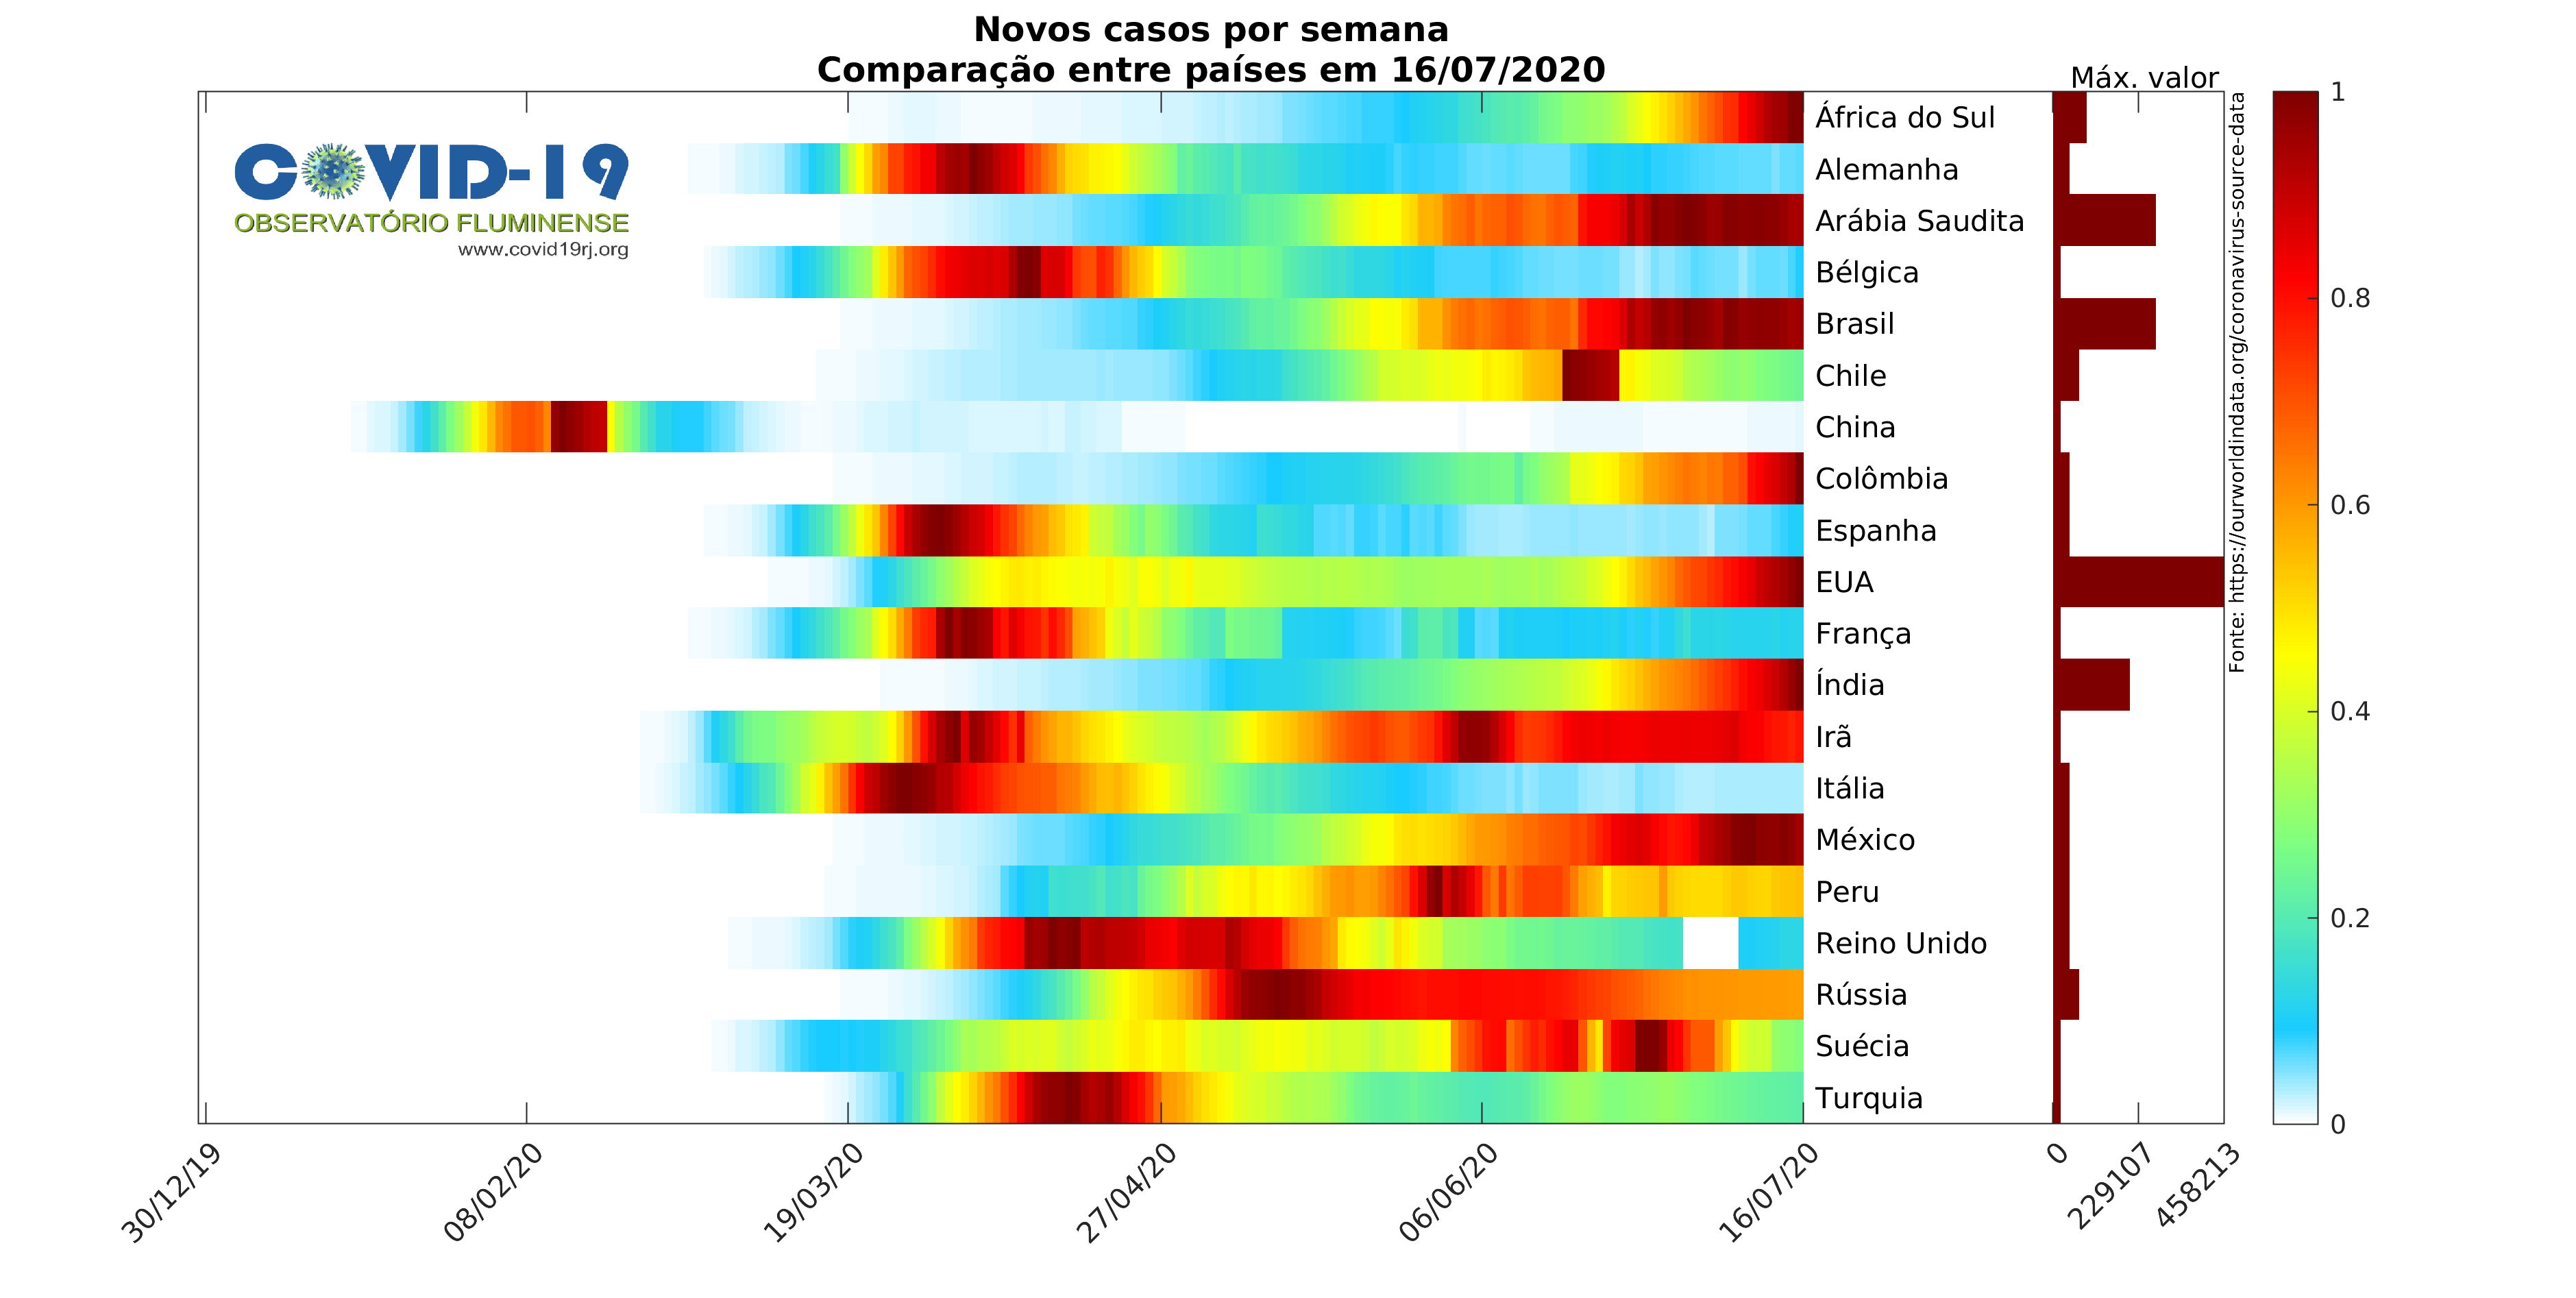 Novos casos por semana
Comparação entre países em 16/07/2020
Máx. valor
COVID-19
OBSERVATÓRIO FLUMINENSE
www.covid19rj.org
África do Sul
Alemanha
Arábia Saudita
Bélgica
Brasil
Chile
China
Colômbia
Espanha
EUA
França
Índia
Irã
Itália
México
Peru
Reino Unido
Rússia
Suécia
Turquia
30/12/19
08/02/20
19/03/20
27/04/20
06/06/20
16/07/20
0
229107
458213
Fonte: https://ourworldindata.org/coronavirus-source-data
1
0.8
0.6
0.4
0.2
0